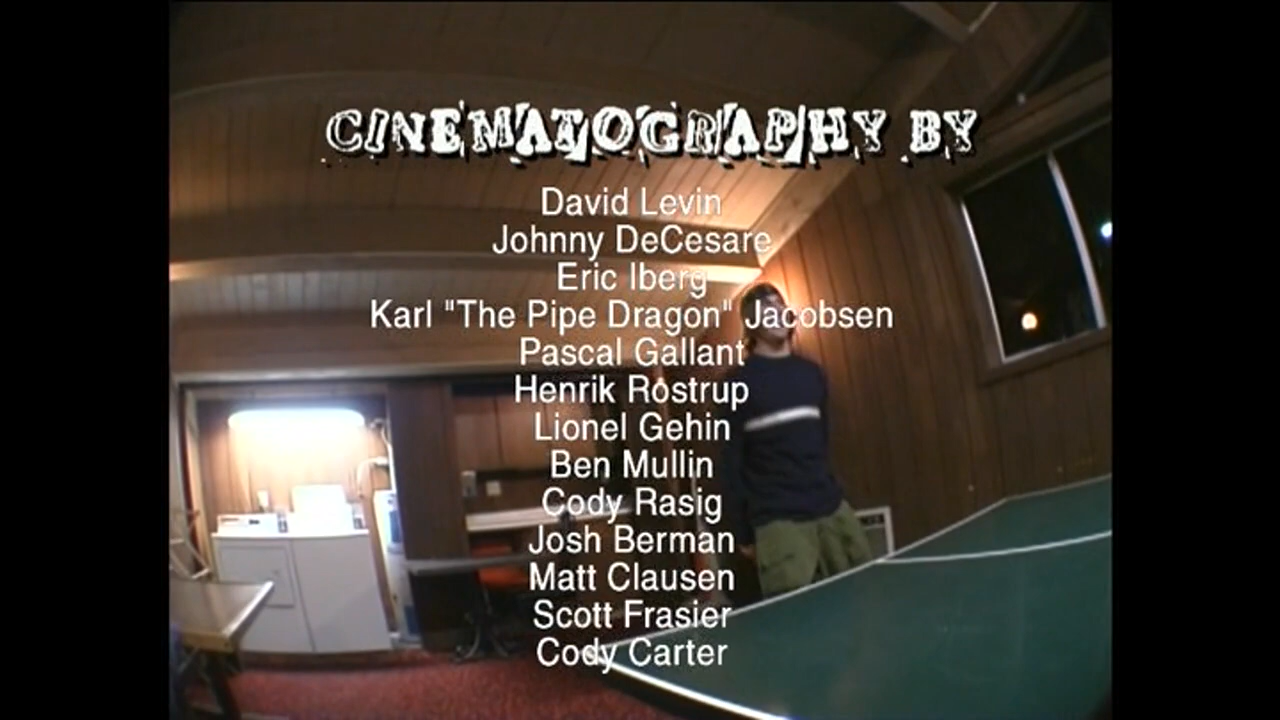 CINEMATOGRAPHY BY
David Levin
Johnny DeCesare
Eric Iberg
Karl "The Pipe Dragon" Jacobsen
Pascal Gallant
Henrik Rostrup
Lionel Gehin
Ben Mullin
Cody Rasig
Josh Berman
Matt Clausen
Scott Frasier
Cody Carter